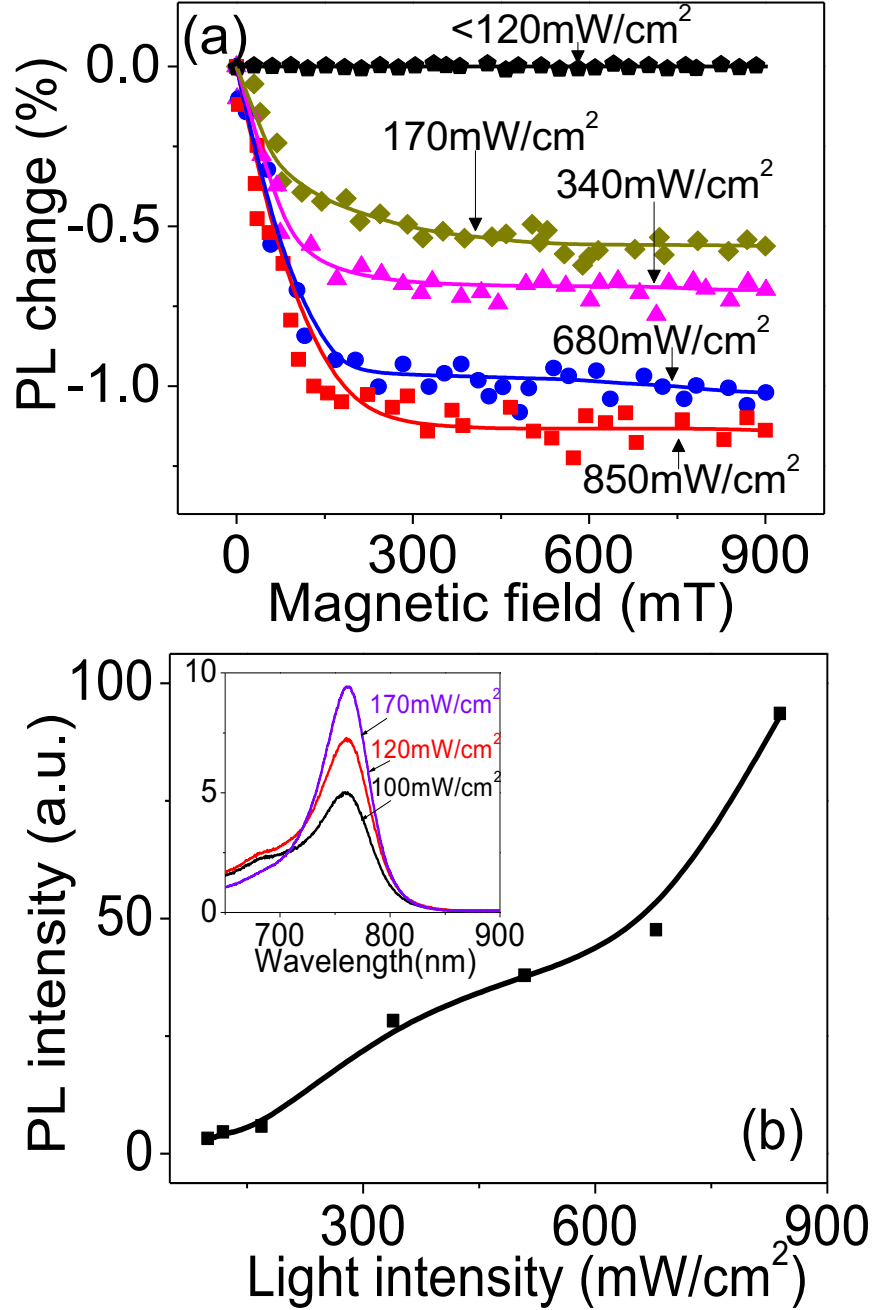 (a)
<120mW/cm²
170mW/cm²
340mW/cm²
680mW/cm²
850mW/cm²
0.0
-0.5
-1.0
PL change (%)
0 300 600 900
Magnetic field (mT)
100
50
0
PL intensity (a.u.)
10
5
0
170mW/cm²
120mW/cm²
100mW/cm²
700 800 900
Wavelength(nm)
(b)
300 600 900
Light intensity (mW/cm²)